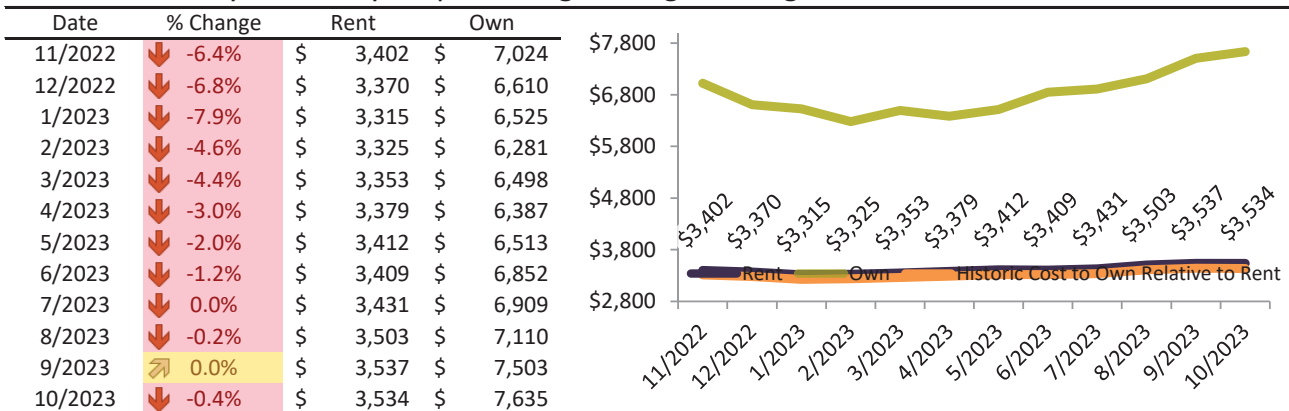 Date % Change Rent Own
11/2022 -6.4% $ 3,402 $ 7,024
12/2022 -6.8% $ 3,370 $ 6,610
1/2023 -7.9% $ 3,315 $ 6,525
2/2023 -4.6% $ 3,325 $ 6,281
3/2023 -4.4% $ 3,353 $ 6,498
4/2023 -3.0% $ 3,379 $ 6,387
5/2023 -2.0% $ 3,412 $ 6,513
6/2023 -1.2% $ 3,409 $ 6,852
7/2023 0.0% $ 3,431 $ 6,909
8/2023 -0.2% $ 3,503 $ 7,110
9/2023 0.0% $ 3,537 $ 7,503
10/2023 -0.4% $ 3,534 $ 7,635
$7,800
$6,800
$5,800
$4,800
$3,800
$2,800
$3,402 $3,370 $3,315 $3,325 $3,353 $3,379 $3,412 $3,409 $3,431 $3,503 $3,537 $3,534
Rent Own Historic Cost to Own Relative to Rent
11/2022 12/2022 1/2023 2/2023 3/2023 4/2023 5/2023 6/2023 7/2023 8/2023 9/2023 10/2023